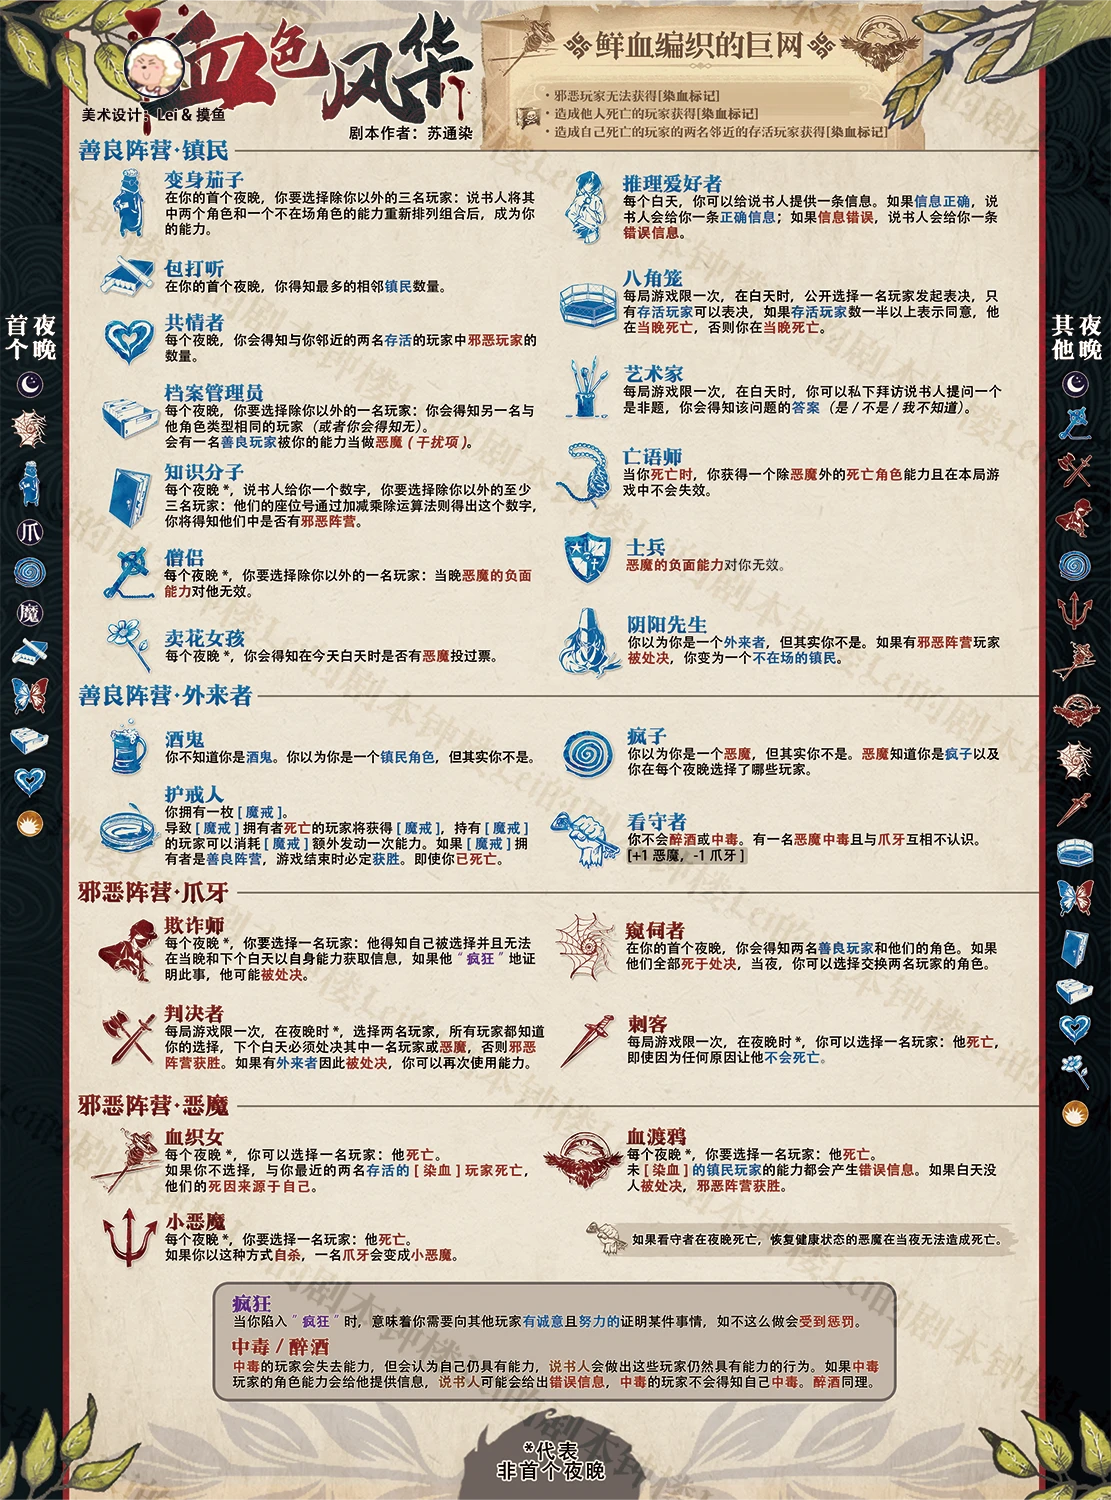 血色风华
美术设计：Lei & 摸鱼
剧本作者：苏通染
鲜血编织的巨网
·邪恶玩家无法获得[染血标记]
·造成他人死亡的玩家获得[染血标记]
·造成自己死亡的玩家的两名邻近的存活玩家获得[染血标记]
善良阵营·镇民
变身茄子
在你的首个夜晚，你要选择除你以外的三名玩家：说书人将其
中两个角色和一个不在场角色的能力重新排列组合后，成为你
的能力。
包打听
在你的首个夜晚，你得知最多的相邻镇民数量。
共情者
每个夜晚，你会得知与你邻近的两名存活的玩家中邪恶玩家的
数量。
档案管理员
每个夜晚，你要选择除你以外的一名玩家：你会得知另一名与
他角色类型相同的玩家（或者你会得知无）。
会有一名善良玩家被你的能力当做恶魔（干扰项）。
知识分子
每个夜晚*，说书人给你一个数字，你要选择除你以外的至少
三名玩家：他们的座位号通过加减乘除运算法则得出这个数字，
你将得知他们中是否有邪恶阵营。
僧侣
每个夜晚*，你要选择除你以外的一名玩家：当晚恶魔的负面
能力对他无效。
卖花女孩
每个夜晚*，你会得知在今天白天时是否有恶魔投过票。
推理爱好者
每个白天，你可以给说书人提供一条信息。如果信息正确，说
书人会给你一条正确信息；如果信息错误，说书人会给你一条
错误信息。
八角笼
每局游戏限一次，在白天时，公开选择一名玩家发起表决，只
有存活玩家可以表决，如果存活玩家数一半以上表示同意，他
在当晚死亡，否则你在当晚死亡。
艺术家
每局游戏限一次，在白天时，你可以私下拜访说书人提问一个
是非题，你会得知该问题的答案（是/不是/我不知道）。
亡语师
当你死亡时，你获得一个除恶魔外的死亡角色能力且在本局游
戏中不会失效。
士兵
恶魔的负面能力对你无效。
阴阳先生
你以为你是一个外来者，但其实你不是。如果有邪恶阵营玩家
被处决，你变为一个不在场的镇民。
善良阵营·外来者
酒鬼
你不知道你是酒鬼。你以为你是一个镇民角色，但其实你不是。
护戒人
你拥有一枚[魔戒]。
导致[魔戒]拥有者死亡的玩家将获得[魔戒]，持有[魔戒]
的玩家可以消耗[魔戒]额外发动一次能力。如果[魔戒]拥
有者是善良阵营，游戏结束时必定获胜。即使你已死亡。
疯子
你以为你是一个恶魔，但其实你不是。恶魔知道你是疯子以及
你在每个夜晚选择了哪些玩家。
看守者
你不会醉酒或中毒。有一名恶魔中毒且与爪牙互相不认识。
[+1 恶魔，-1 爪牙]
邪恶阵营·爪牙
欺诈师
每个夜晚*，你要选择一名玩家：他得知自己被选择并且无法
在当晚和下个白天以自身能力获取信息，如果他“疯狂”地证
明此事，他可能被处决。
判决者
每局游戏限一次，在夜晚时*，选择两名玩家，所有玩家都知道
你的选择，下个白天必须处决其中一名玩家或恶魔，否则邪恶
阵营获胜。如果有外来者因此被处决，你可以再次使用能力。
窥伺者
在你的首个夜晚，你会得知两名善良玩家和他们的角色。如果
他们全部死于处决，当夜，你可以选择交换两名玩家的角色。
刺客
每局游戏限一次，在夜晚时*，你可以选择一名玩家：他死亡，
即使因为任何原因让他不会死亡。
邪恶阵营·恶魔
血织女
每个夜晚*，你可以选择一名玩家：他死亡。
如果你不选择，与你最近的两名存活的[染血]玩家死亡，
他们的死因来源于自己。
小恶魔
每个夜晚*，你要选择一名玩家：他死亡。
如果你以这种方式自杀，一名爪牙会变成小恶魔。
血渡鸦
每个夜晚*，你要选择一名玩家：他死亡。
未[染血]的镇民玩家的能力都会产生错误信息。如果白天没
人被处决，邪恶阵营获胜。
如果看守者在夜晚死亡，恢复健康状态的恶魔在当夜无法造成死亡。
疯狂
当你陷入“疯狂”时，意味着你需要向其他玩家有诚意且努力的证明某件事情，如不这么做会受到惩罚。
中毒/醉酒
中毒的玩家会失去能力，但会认为自己仍具有能力，说书人会做出这些玩家仍然具有能力的行为。如果中毒
玩家的角色能力会给他提供信息，说书人可能会给出错误信息，中毒的玩家不会得知自己中毒。醉酒同理。
*代表
非首个夜晚
首个夜晚
爪
魔
其他夜晚